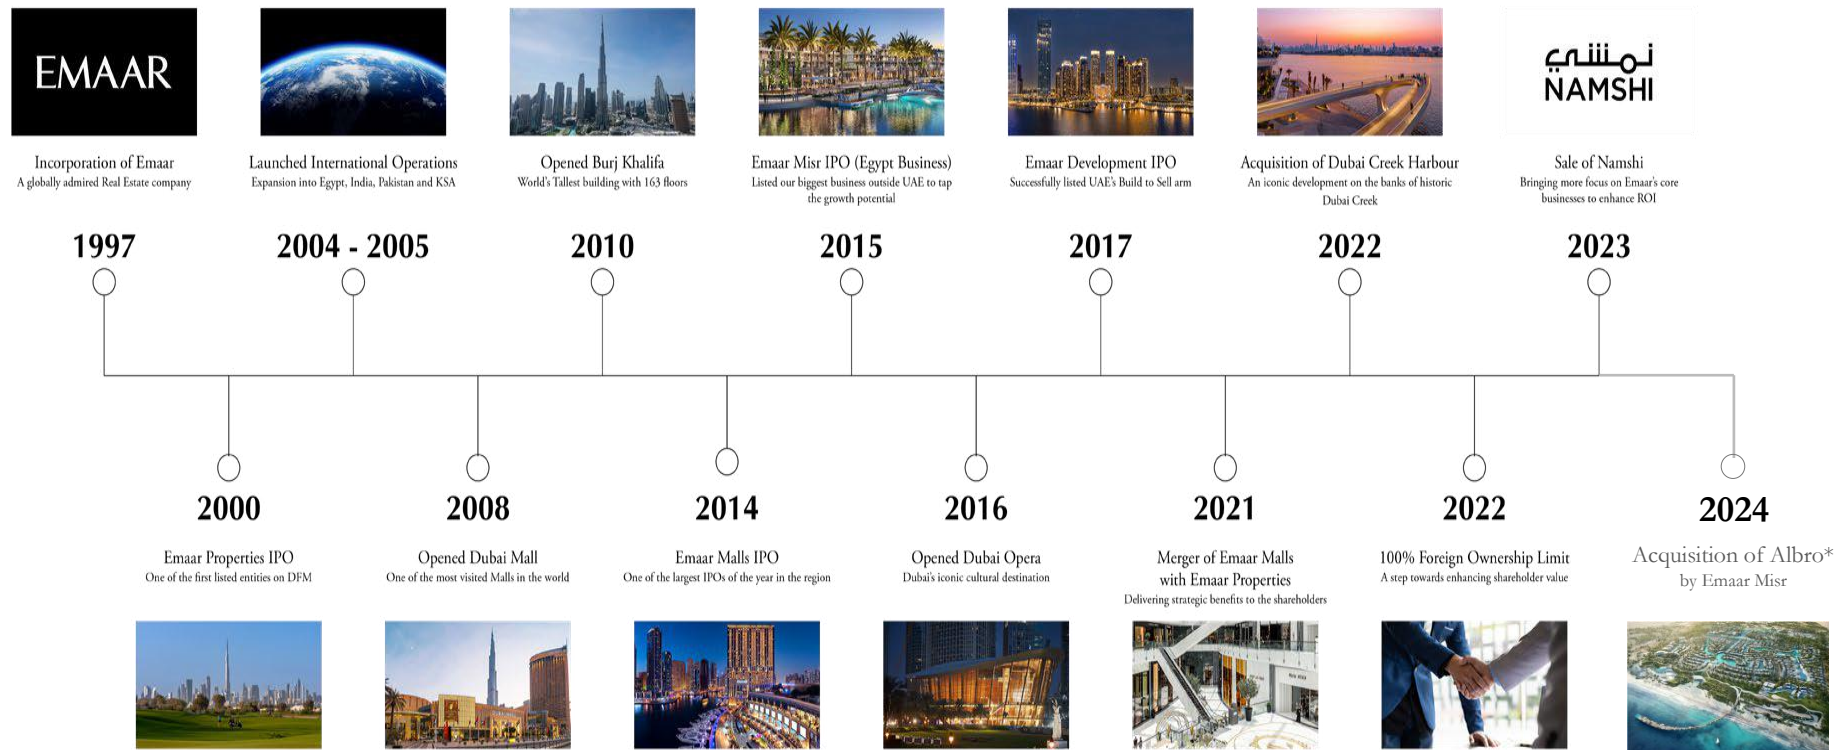 EMAAR
نمشي
NAMSHI
Incorporation of Emaar
A globally admired Real Estate company
Launched International Operations
Expansion into Egypt, India, Pakistan and KSA
Opened Burj Khalifa
World's Tallest building with 163 floors
Emaar Misr IPO (Egypt Business)
Listed our biggest business outside UAE to tap
the growth potential
Emaar Development IPO
Successfully listed UAE's Build to Sell arm
Acquisition of Dubai Creek Harbour
An iconic development on the banks of historic
Dubai Creek
Sale of Namshi
Bringing more focus on Emaar's core
businesses to enhance ROI
1997
2004 - 2005
2010
2015
2017
2022
2023
2000
2008
2014
2016
2021
2022
2024
Emaar Properties IPO
One of the first listed entities on DFM
Opened Dubai Mall
One of the most visited Malls in the world
Emaar Malls IPO
One of the largest IPOs of the year in the region
Opened Dubai Opera
Dubai's iconic cultural destination
Merger of Emaar Malls
with Emaar Properties
Delivering strategic benefits to the shareholders
100% Foreign Ownership Limit
A step towards enhancing shareholder value
Acquisition of Albro*
by Emaar Misr